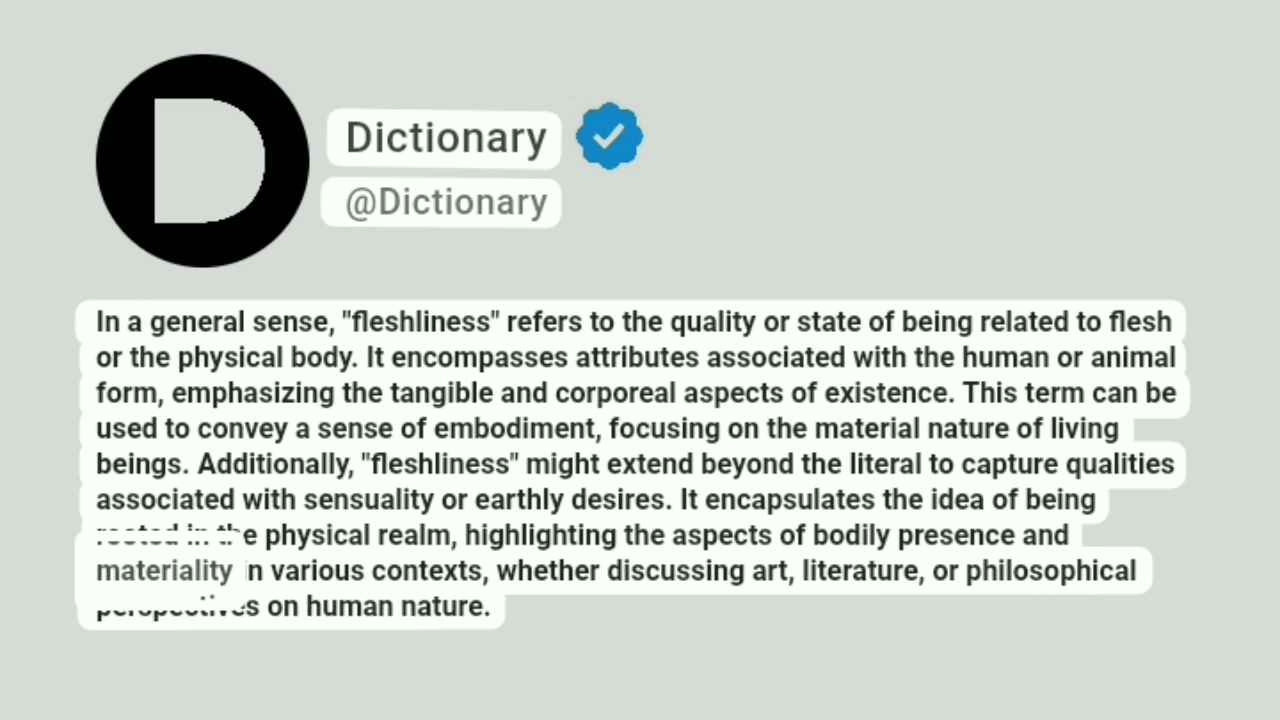 D
Dictionary
@Dictionary
In a general sense, "fleshliness" refers to the quality or state of being related to flesh
or the physical body. It encompasses attributes associated with the human or animal
form, emphasizing the tangible and corporeal aspects of existence. This term can be
used to convey a sense of embodiment, focusing on the material nature of living
beings. Additionally, "fleshliness" might extend beyond the literal to capture qualities
associated with sensuality or earthly desires. It encapsulates the idea of being
rooted in the physical realm, highlighting the aspects of bodily presence and
materiality in various contexts, whether discussing art, literature, or philosophical
perspectives on human nature.